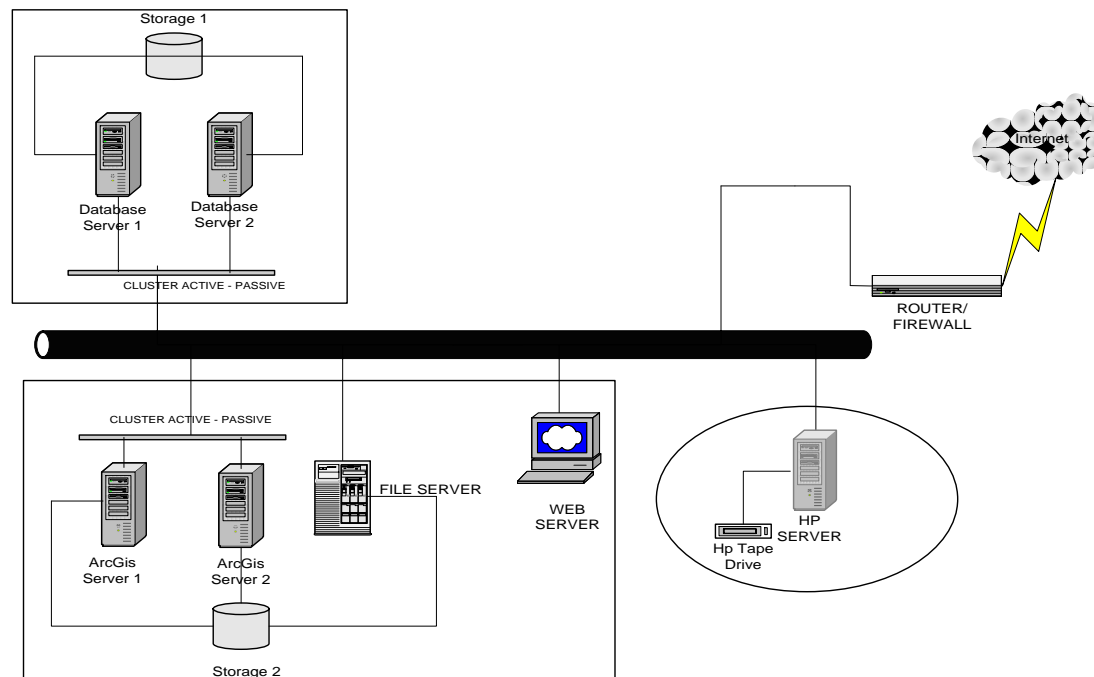 Storage 1
Database
Server 1
Database
Server 2
CLUSTER ACTIVE - PASSIVE
Internet
ROUTER/
FIREWALL
CLUSTER ACTIVE - PASSIVE
ArcGis
Server 1
ArcGis
Server 2
FILE SERVER
WEB
SERVER
HP
SERVER
Hp Tape
Drive
Storage 2